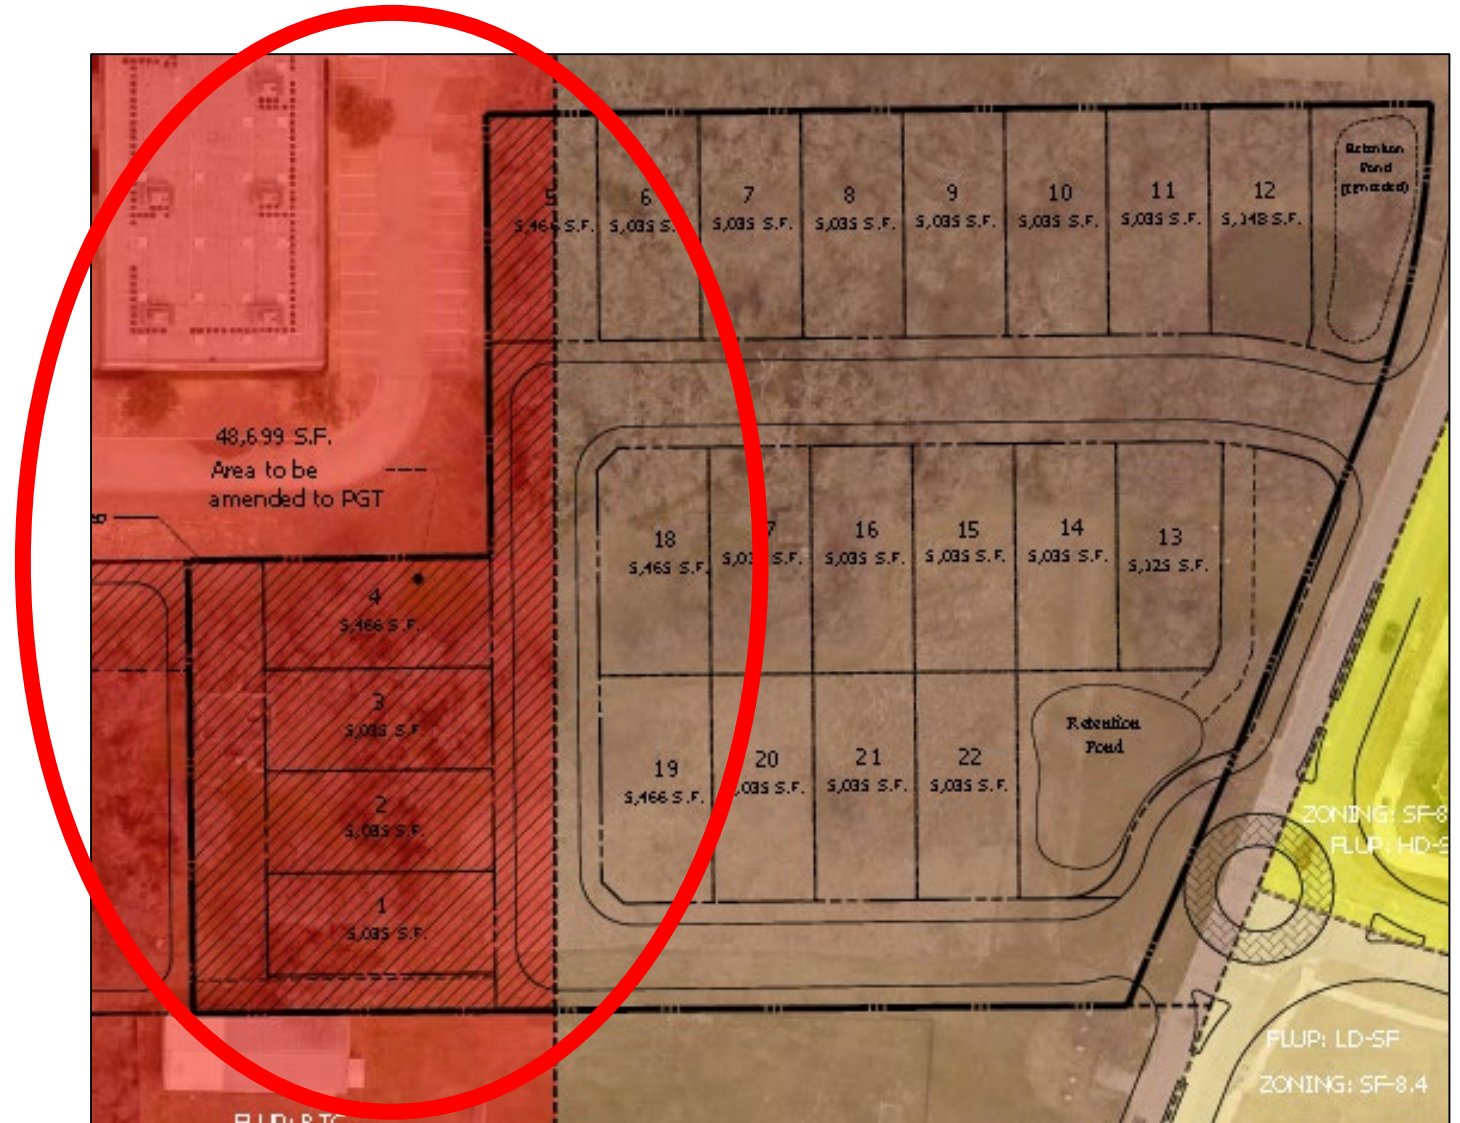 5
5,466 S.F.
6
5,035 S.
7
5,035 S.F.
8
5,035 S.F.
9
5,035 S.F.
10
5,035 S.F.
11
5,035 S.F.
12
5,148 S.F.
Retention
Pond
(if needed)
48,699 S.F.
Area to be
amended to PGT
18
5,465 S.F.
7
5,03
16
5,035 S.F.
15
5,035 S.F.
14
5,035 S.F.
13
5,125 S.F.
4
5,466 S.F.
3
5,035 S.F.
2
5,035 S.F.
1
5,035 S.F.
19
5,466 S.F.
20
,035 S.F.
21
5,035 S.F.
22
5,035 S.F.
Retention
Pond
ZONING: SF-8
FLUP: HD-S
FLUP: LD-SF
ZONING: SF-8.4